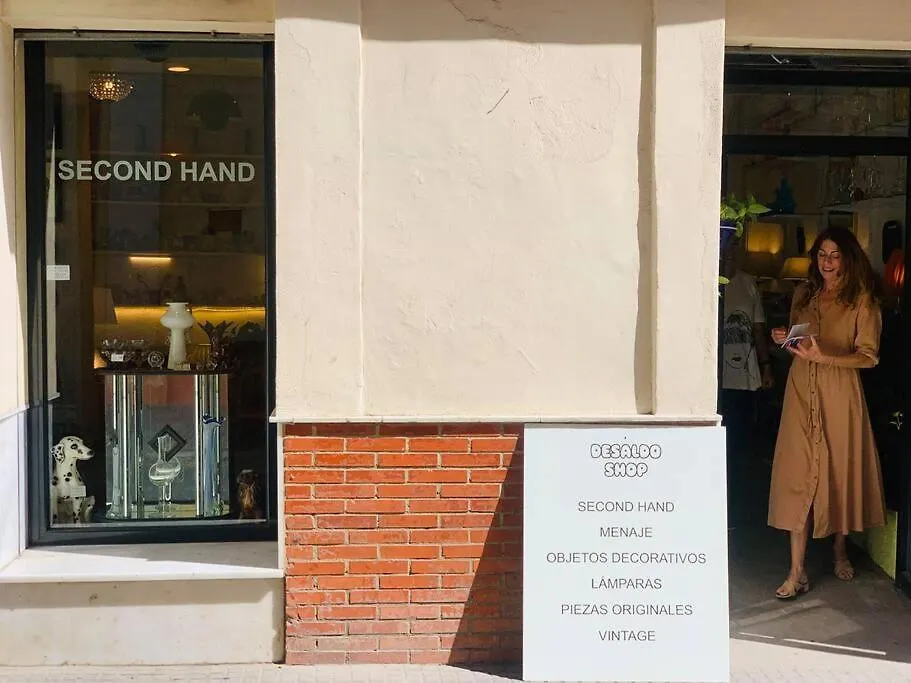 SECOND HAND
DESALDO
SHOP
SECOND HAND
MENAJE
OBJETOS DECORATIVOS
LÁMPARAS
PIEZAS ORIGINALES
VINTAGE